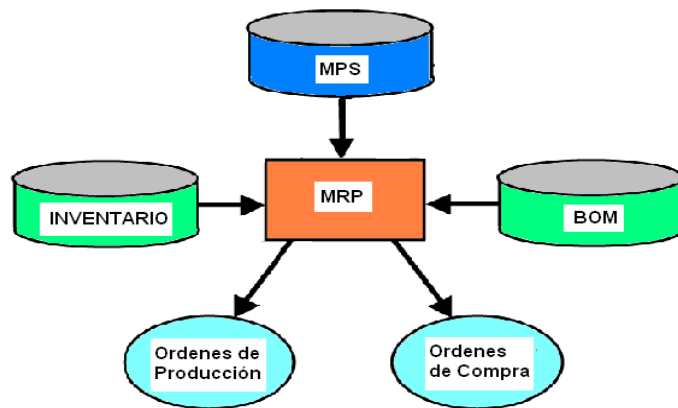 MPS
INVENTARIO
MRP
BOM
Ordenes de
Producción
Ordenes
de Compra